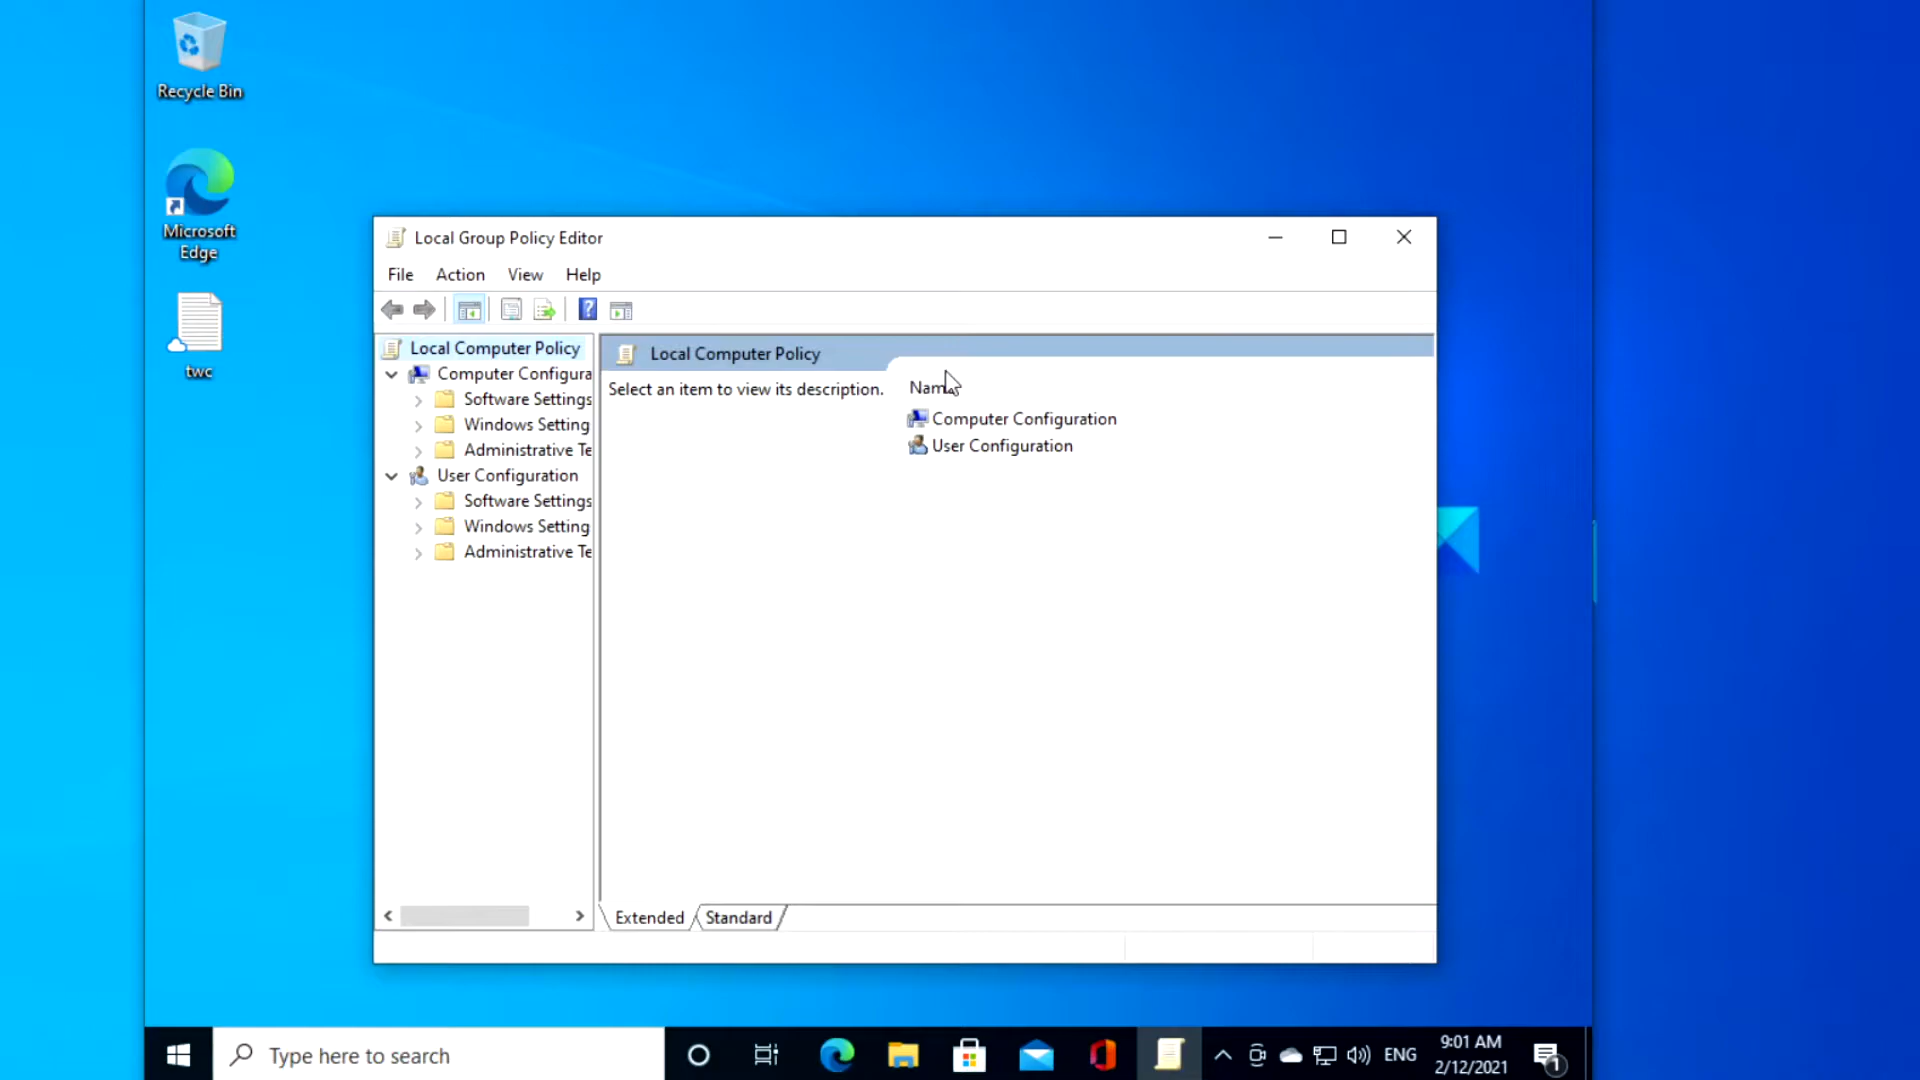 Recycle Bin
Microsoft
Edge
twc
Local Group Policy Editor
File Action View Help
Local Computer Policy
Computer Configura
Software Settings
Windows Setting
Administrative Te
User Configuration
Software Settings
Windows Setting
Administrative Te
Local Computer Policy
Select an item to view its description.
Name
Computer Configuration
User Configuration
Extended Standard
Type here to search
ENG
9:01 AM
2/12/2021
1